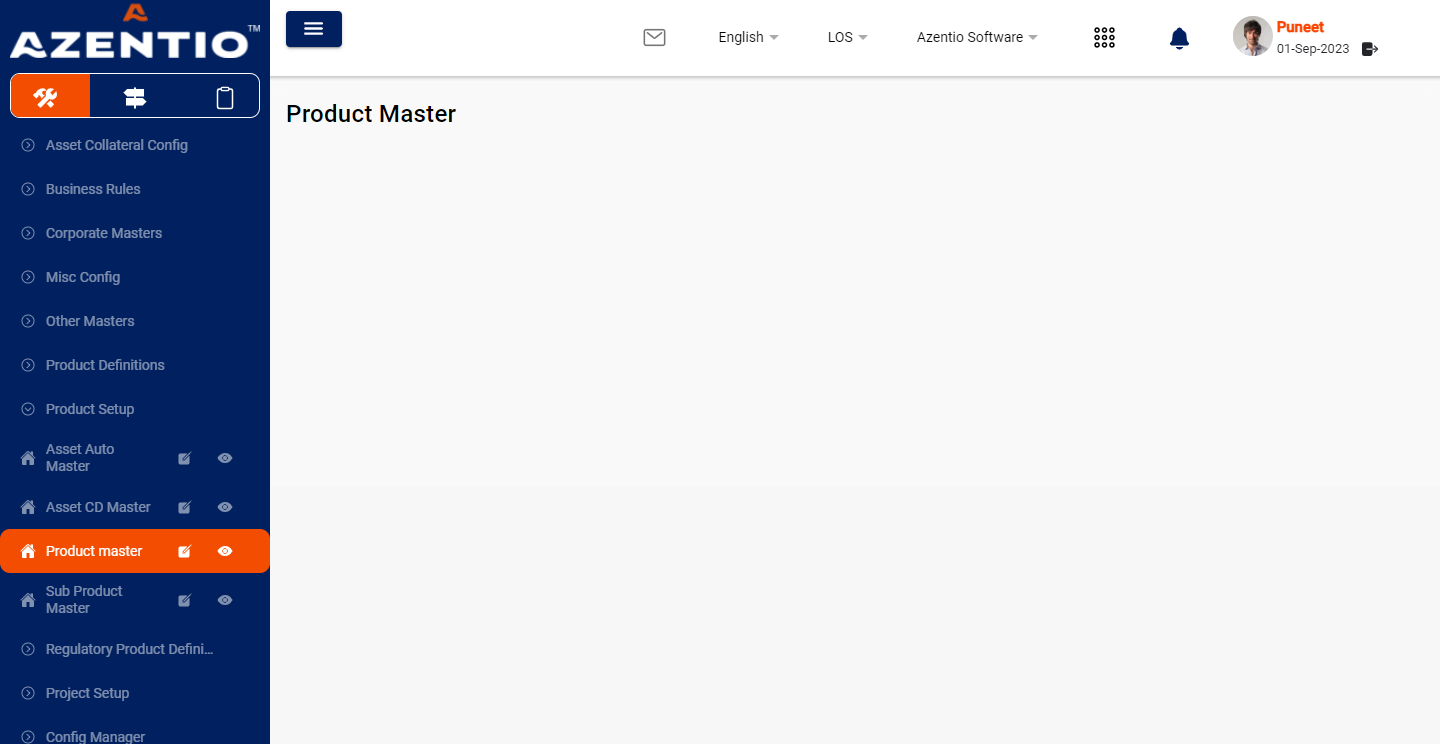 AZENTIO™
English
LOS
Azentio Software
Puneet
01-Sep-2023
Product Master
Asset Collateral Config
Business Rules
Corporate Masters
Misc Config
Other Masters
Product Definitions
Product Setup
Asset Auto
Master
Asset CD Master
Product master
Sub Product
Master
Regulatory Product Defini...
Project Setup
Config Manager